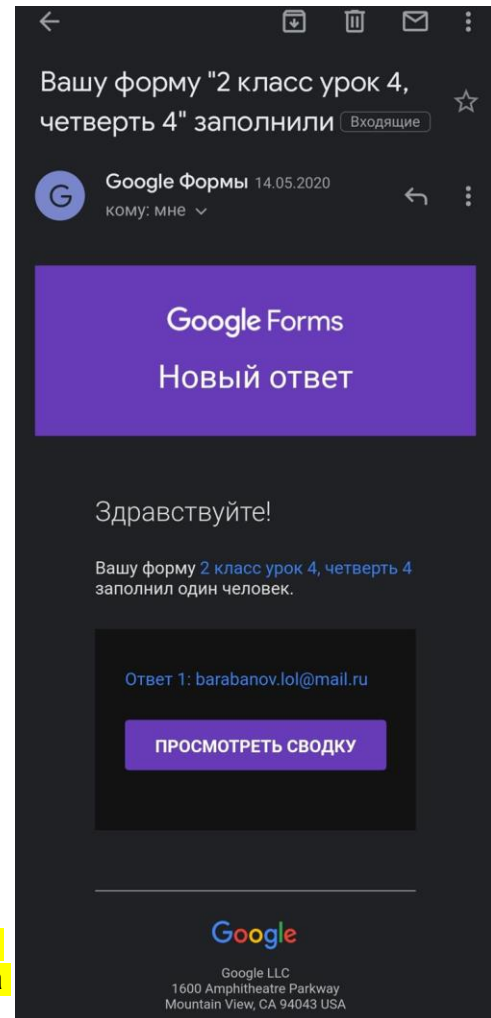 Вашу форму "2 класс урок 4,
четверть 4" заполнили Входящие
G
Google Формы 14.05.2020
кому: мне
Google Forms
Новый ответ
Здравствуйте!
Вашу форму 2 класс урок 4, четверть 4
заполнил один человек.
Ответ 1: barabanov.lol@mail.ru
ПРОСМОТРЕТЬ СВОДКУ
Google
Google LLC
1600 Amphitheatre Parkway
Mountain View, CA 94043 USA